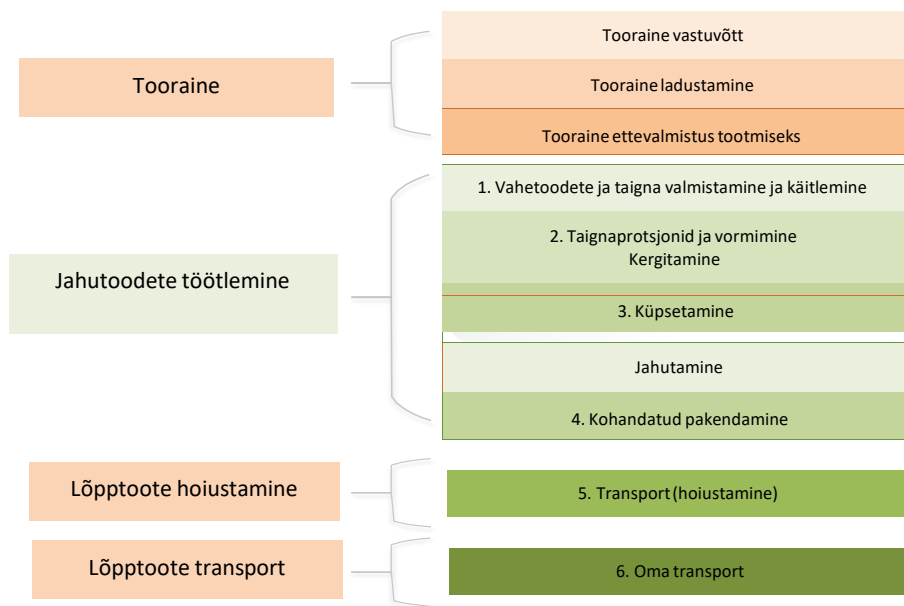 Tooraine
Tooraine vastuvõtt
Tooraine ladustamine
Tooraine ettevalmistus tootmiseks
Jahutoodete töötlemine
1. Vahetoodete ja taigna valmistamine ja käitlemine
2. Taignaprotsjonid ja vormimine
Kergitamine
3. Küpsetamine
Jahutamine
4. Kohandatud pakendamine
Lõpptoote hoiustamine
5. Transport (hoiustamine)
Lõpptoote transport
6. Oma transport